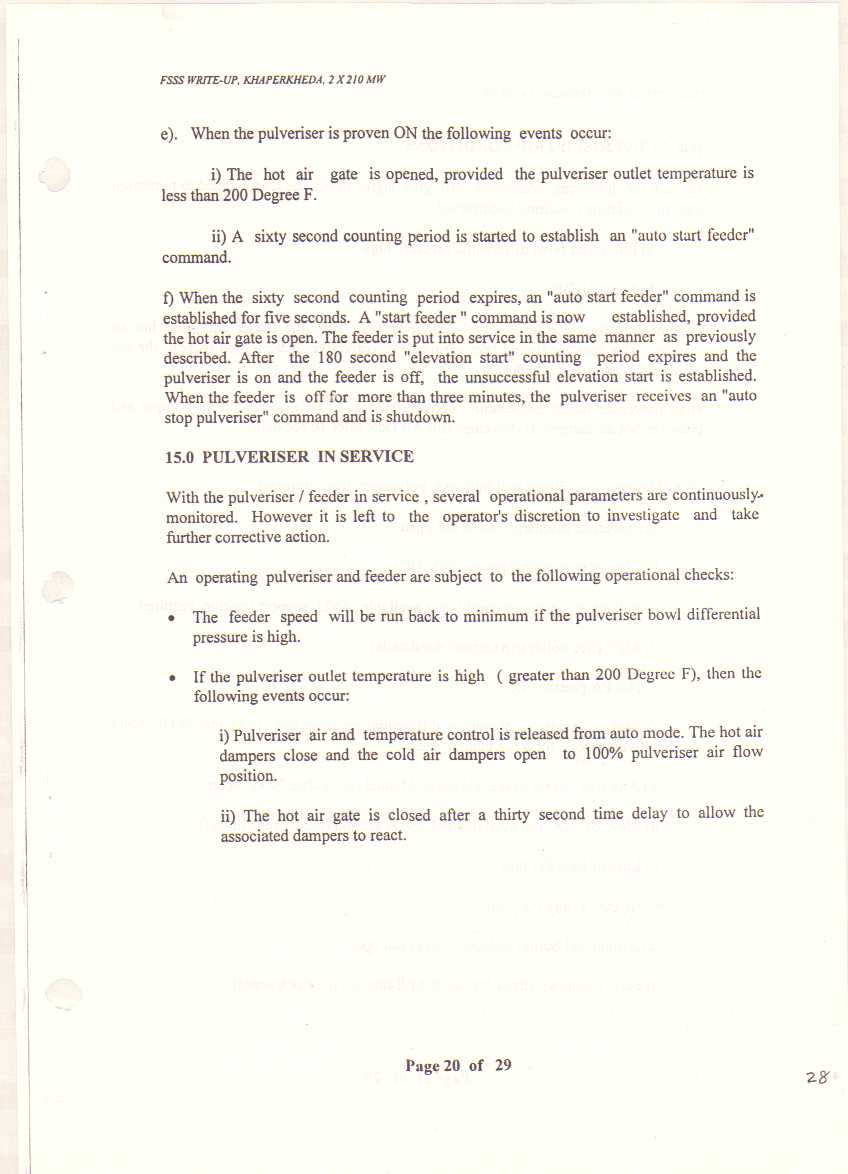 FSSS WRITE-UP, KHAPERKHEDA, 2 X 210 MW
e). When the pulveriser is proven ON the following events occur:
i) The hot air gate is opened, provided the pulveriser outlet temperature is
less than 200 Degree F.
ii) A sixty second counting period is started to establish an "auto start feeder"
command.
f) When the sixty second counting period expires, an "auto start feeder" command is
established for five seconds. A "start feeder " command is now established, provided
the hot air gate is open. The feeder is put into service in the same manner as previously
described. After the 180 second "elevation start" counting period expires and the
pulveriser is on and the feeder is off, the unsuccessful elevation start is established.
When the feeder is off for more than three minutes, the pulveriser receives an "auto
stop pulveriser" command and is shutdown.
15.0 PULVERISER IN SERVICE
With the pulveriser / feeder in service , several operational parameters are continuously
monitored. However it is left to the operator's discretion to investigate and take
further corrective action.
An operating pulveriser and feeder are subject to the following operational checks:
• The feeder speed will be run back to minimum if the pulveriser bowl differential
pressure is high.
• If the pulveriser outlet temperature is high ( greater than 200 Degree F), then the
following events occur:
i) Pulveriser air and temperature control is released from auto mode. The hot air
dampers close and the cold air dampers open to 100% pulveriser air flow
position.
ii) The hot air gate is closed after a thirty second time delay to allow the
associated dampers to react.
Page 20 of 29
28